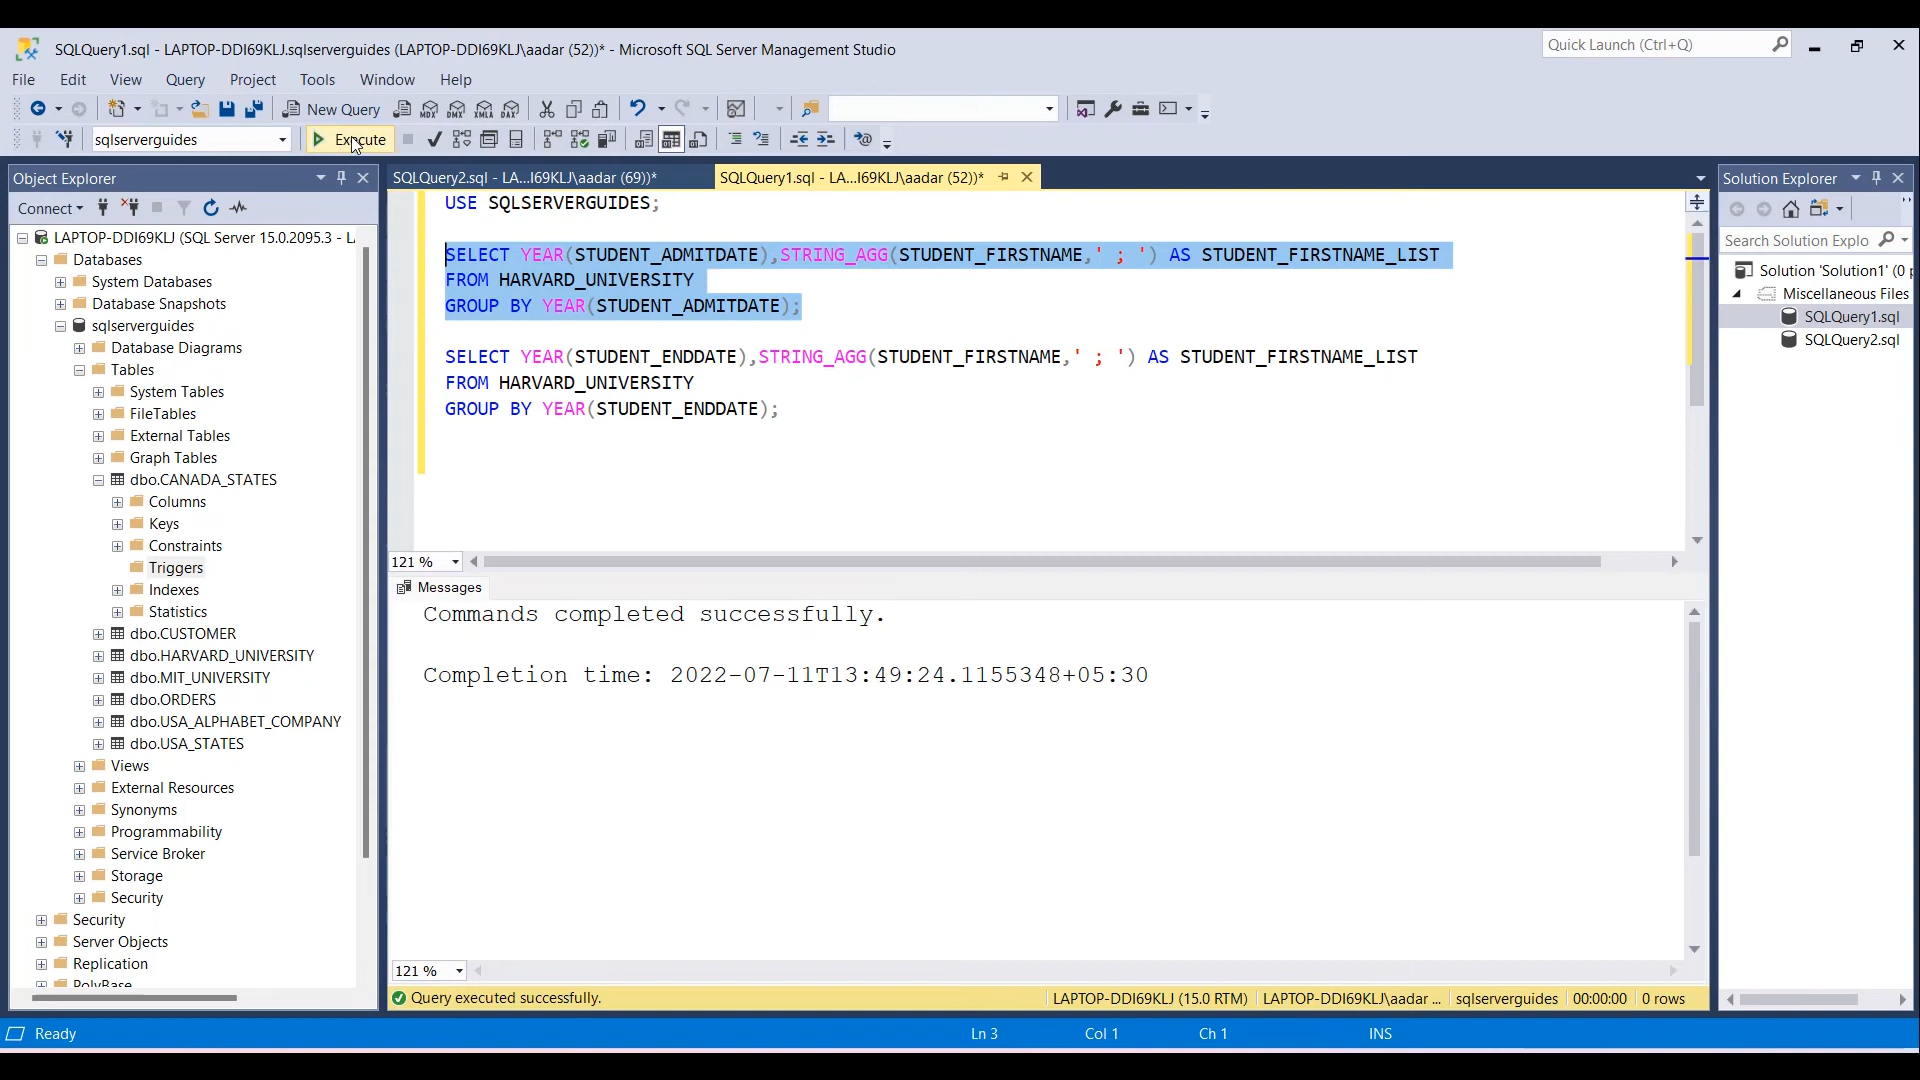 SQLQuery1.sql - LAPTOP-DDI69KLJ.sqlserverguides (LAPTOP-DDI69KLJ\aadar (52))* - Microsoft SQL Server Management Studio
Quick Launch (Ctrl+Q)
File Edit View Query Project Tools Window Help
New Query
MDX DMX XMLA DAX
sqlserverguides
Execute
Object Explorer
SQLQuery2.sql - LA...I69KLJ\aadar (69))*
SQLQuery1.sql - LA...I69KLJ\aadar (52))*
Solution Explorer
Connect
USE SQLSERVERGUIDES;
SELECT YEAR(STUDENT_ADMITDATE),STRING_AGG(STUDENT_FIRSTNAME,' ; ') AS STUDENT_FIRSTNAME_LIST
FROM HARVARD_UNIVERSITY
GROUP BY YEAR(STUDENT_ADMITDATE);
SELECT YEAR(STUDENT_ENDDATE),STRING_AGG(STUDENT_FIRSTNAME,' ; ') AS STUDENT_FIRSTNAME_LIST
FROM HARVARD_UNIVERSITY
GROUP BY YEAR(STUDENT_ENDDATE);
121 %
Messages
Commands completed successfully.
Completion time: 2022-07-11T13:49:24.1155348+05:30
121 %
Query executed successfully.
LAPTOP-DDI69KLJ (15.0 RTM)
LAPTOP-DDI69KLJ\aadar ...
sqlserverguides
00:00:00
0 rows
LAPTOP-DDI69KLJ (SQL Server 15.0.2095.3 - L
Databases
System Databases
Database Snapshots
sqlserverguides
Database Diagrams
Tables
System Tables
FileTables
External Tables
Graph Tables
dbo.CANADA_STATES
Columns
Keys
Constraints
Triggers
Indexes
Statistics
dbo.CUSTOMER
dbo.HARVARD_UNIVERSITY
dbo.MIT_UNIVERSITY
dbo.ORDERS
dbo.USA_ALPHABET_COMPANY
dbo.USA_STATES
Views
External Resources
Synonyms
Programmability
Service Broker
Storage
Security
Security
Server Objects
Replication
PolyBase
Search Solution Explo
Solution 'Solution1' (0 p
Miscellaneous Files
SQLQuery1.sql
SQLQuery2.sql
Ready
Ln 3
Col 1
Ch 1
INS